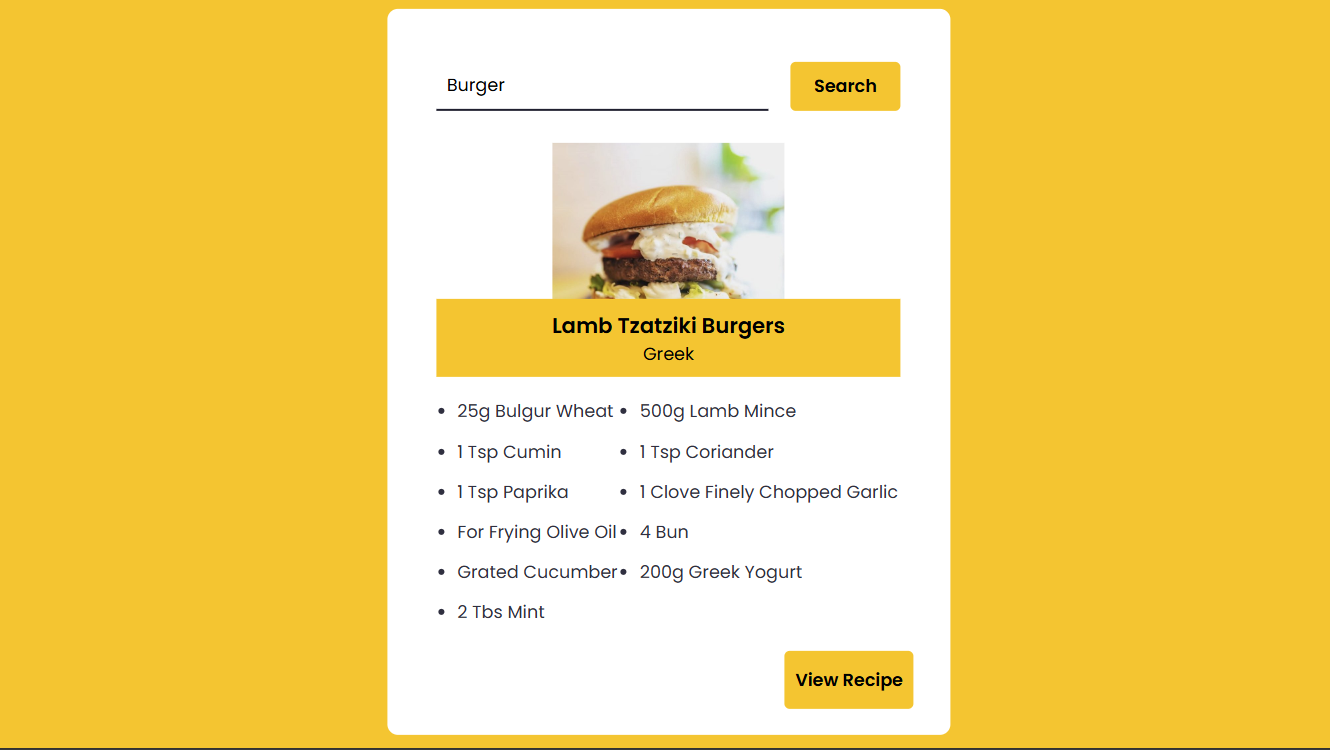 Burger
Search
Lamb Tzatziki Burgers
Greek
25g Bulgur Wheat
500g Lamb Mince
1 Tsp Cumin
1 Tsp Coriander
1 Tsp Paprika
1 Clove Finely Chopped Garlic
For Frying Olive Oil
4 Bun
Grated Cucumber
200g Greek Yogurt
2 Tbs Mint
View Recipe